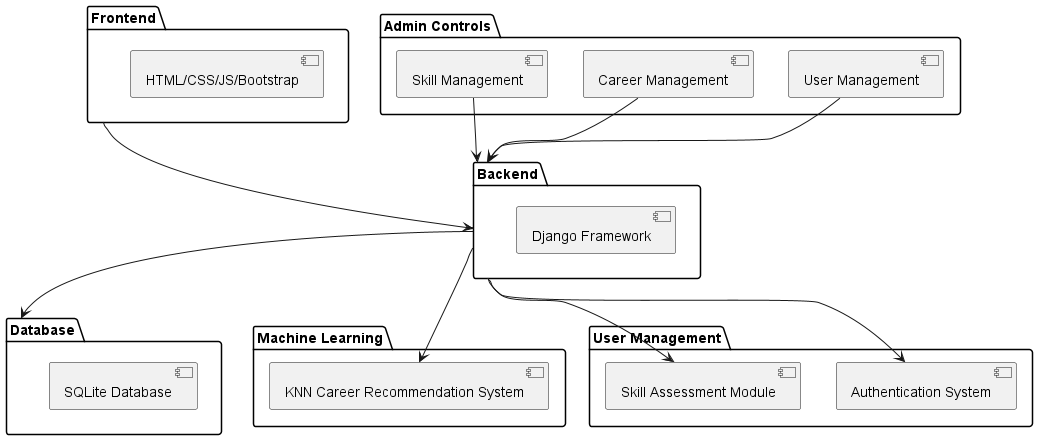 Frontend
HTML/CSS/JS/Bootstrap
Admin Controls
Skill Management
Career Management
User Management
Backend
Django Framework
Database
SQLite Database
Machine Learning
KNN Career Recommendation System
User Management
Skill Assessment Module
Authentication System